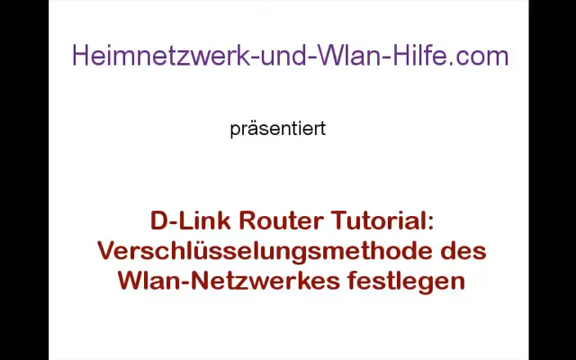 Heimnetzwerk-und-Wlan-Hilfe.com
präsentiert
D-Link Router Tutorial:
Verschlüsselungsmethode des
Wlan-Netzwerkes festlegen